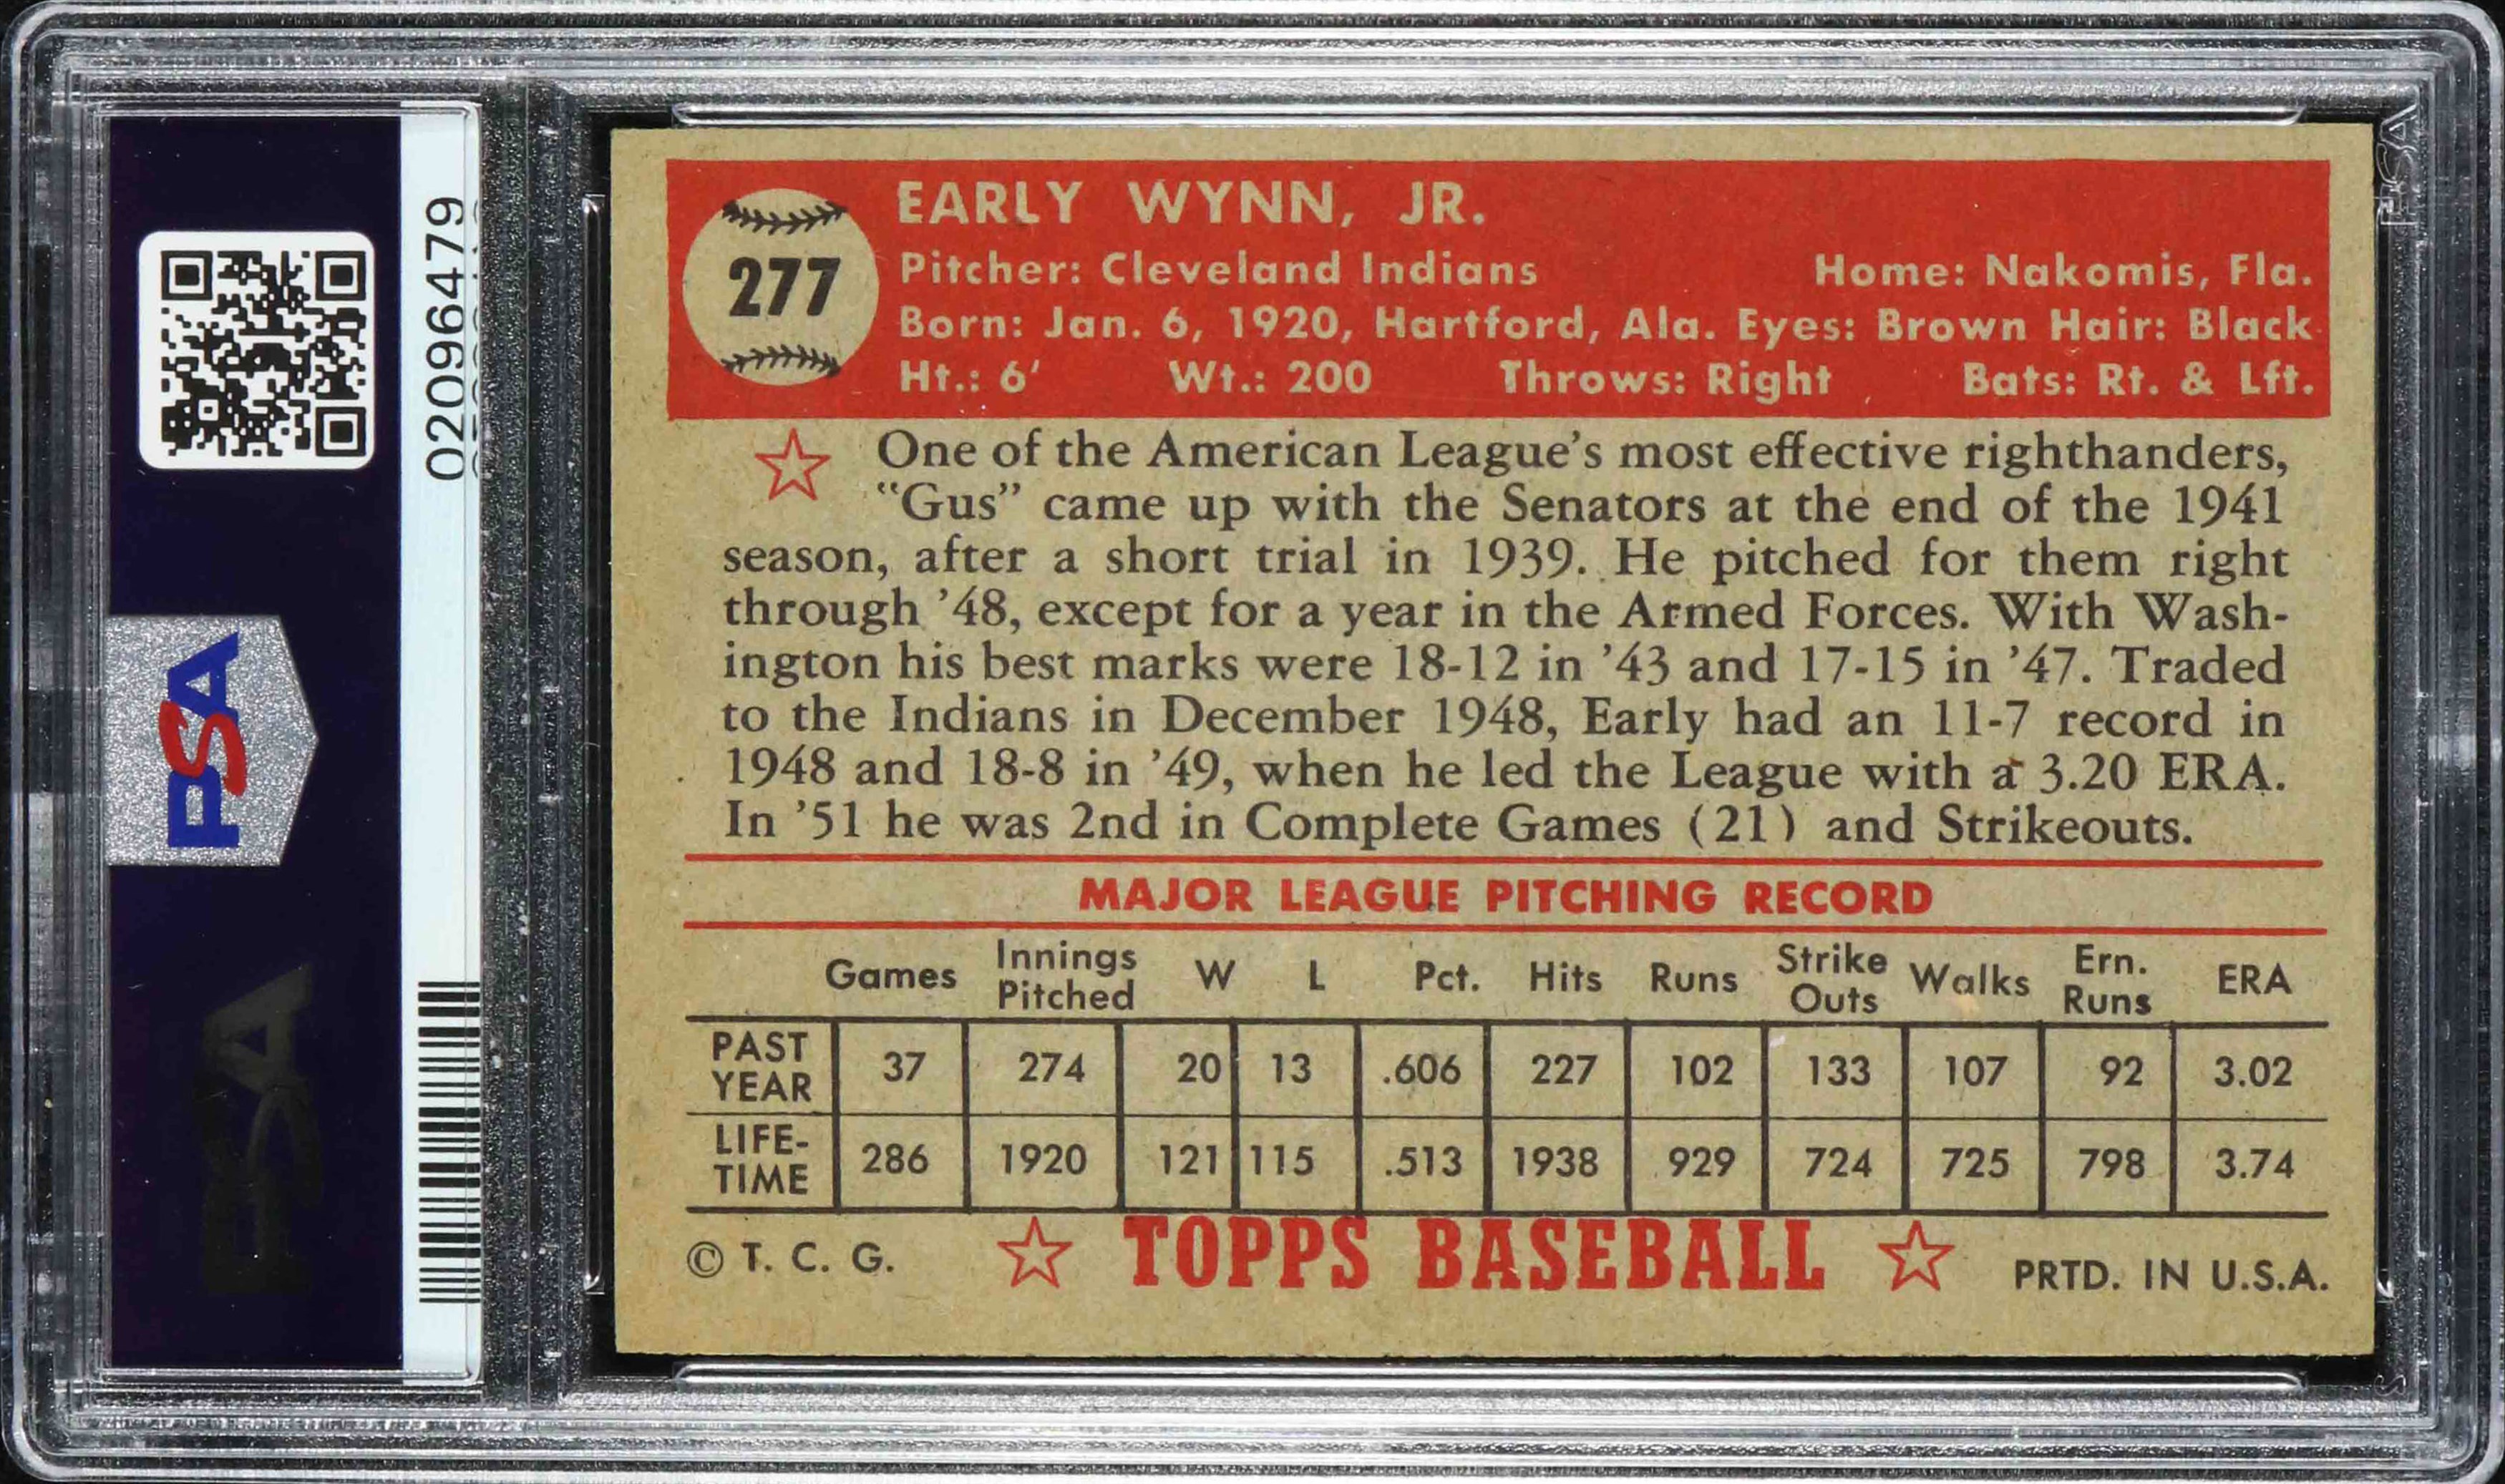 EARLY WYNN, JR.
277
Pitcher: Cleveland Indians Home: Nakomis, Fla.
Born: Jan. 6, 1920, Hartford, Ala. Eyes: Brown Hair: Black
Ht.: 6' Wt.: 200 Throws: Right Bats: Rt. & Lft.
One of the American League's most effective righthanders,
"Gus" came up with the Senators at the end of the 1941
season, after a short trial in 1939. He pitched for them right
through '48, except for a year in the Armed Forces. With Wash-
ington his best marks were 18-12 in '43 and 17-15 in '47. Traded
to the Indians in December 1948, Early had an 11-7 record in
1948 and 18-8 in '49, when he led the League with a 3.20 ERA.
In '51 he was 2nd in Complete Games (21) and Strikeouts.
MAJOR LEAGUE PITCHING RECORD
Games Innings Pitched W L Pct. Hits Runs Strike Outs Walks Ern. Runs ERA
PAST YEAR 37 274 20 13 .606 227 102 133 107 92 3.02
LIFE-TIME 286 1920 121 115 .513 1938 929 724 725 798 3.74
© T. C. G. TOPPS BASEBALL PRTD. IN U.S.A.
02096479
PSA
PSA
PSA